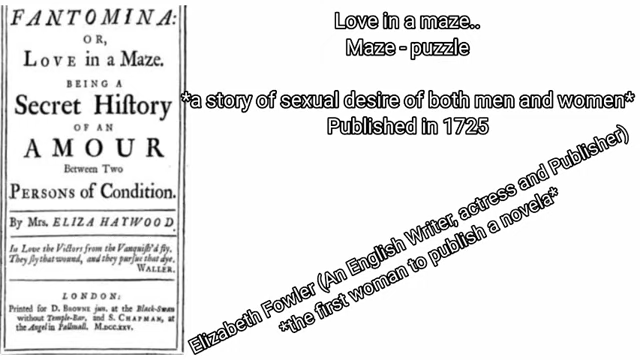 FANTOMINA:
OR,
LOVE in a Maze.
BEING A
Secret Hiſtory
OF AN
AMOUR
Between Two
PERSONS of Condition.
By Mrs. ELIZA HAYWOOD.
In Love the Victors from the Vanquiſh'd fly.
They fly that wound, and they purſue that dye.
WALLER.
LONDON:
Printed for D. BROWNE jun. at the Black-Swan
without Temple-Bar, and S. CHAPMAN, at
the Angel in Pallmall. M.DCC.XXV.
Love in a maze..
Maze - puzzle
*a story of sexual desire of both men and women*
Published in 1725
Elizabeth Fowler (An English Writer, actress and Publisher)
*the first woman to publish a novela*